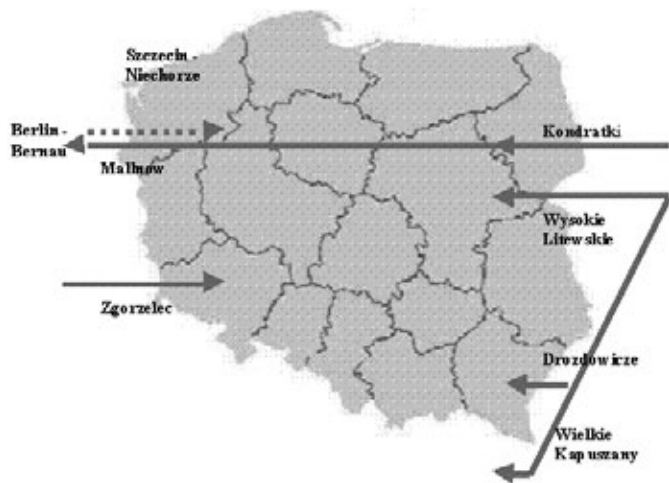 Szczecin -
Niechorze
Berlin -
Bernau
Mallnow
Kondratki
Wysokie
Litewskie
Zgorzelec
Drozdowicze
Wielkie
Kapuszany